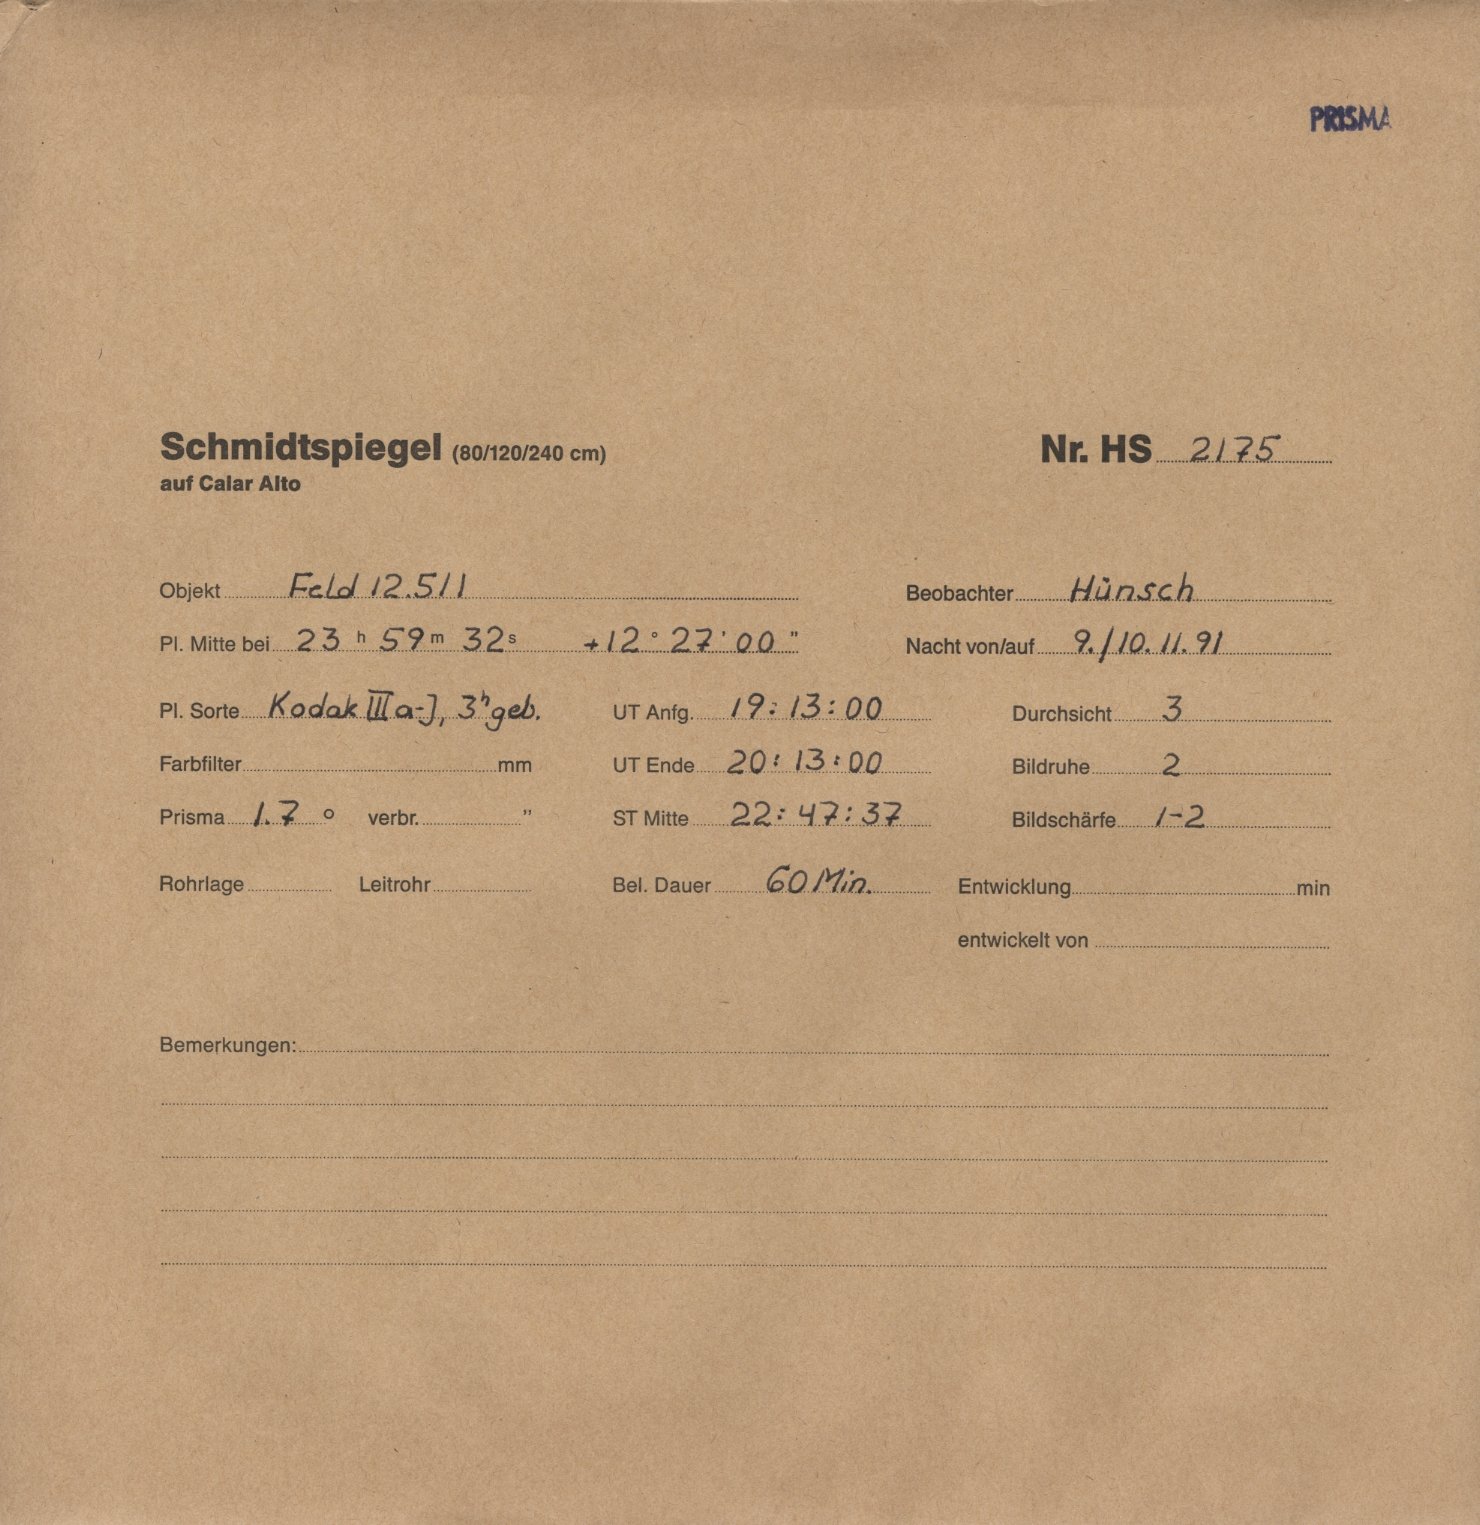 PRISMA
Schmidtspiegel (80/120/240 cm) Nr. HS 2175
auf Calar Alto
Objekt Feld 12.511 Beobachter Hünsch
Pl. Mitte bei 23 h 59 m 32 s +12 ° 27 ' 00 " Nacht von/auf 9./10. 11. 91
Pl. Sorte Kodak III a-J, 3h geb. UT Anfg. 19:13:00 Durchsicht 3
Farbfilter mm UT Ende 20:13:00 Bildruhe 2
Prisma 1.7 ° verbr. " ST Mitte 22:47:37 Bildschärfe 1-2
Rohrlage Leitrohr Bel. Dauer 60 Min. Entwicklung min
entwickelt von
Bemerkungen: